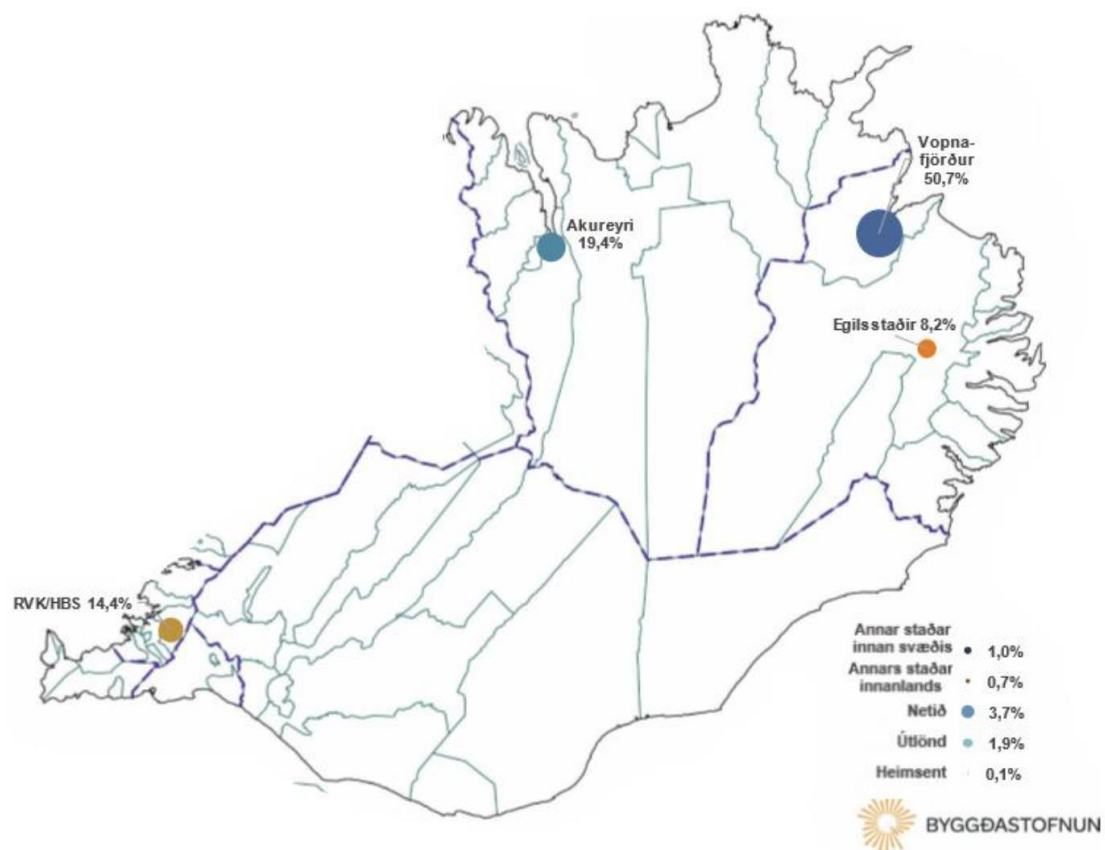 Vopna-
fjörður
50,7%
Akureyri
19,4%
Egilsstaðir 8,2%
RVK/HBS 14,4%
Annar staðar
innan svæðis 1,0%
Annars staðar
innanlands 0,7%
Netið 3,7%
Útlönd 1,9%
Heimsent 0,1%
BYGGÐASTOFNUN